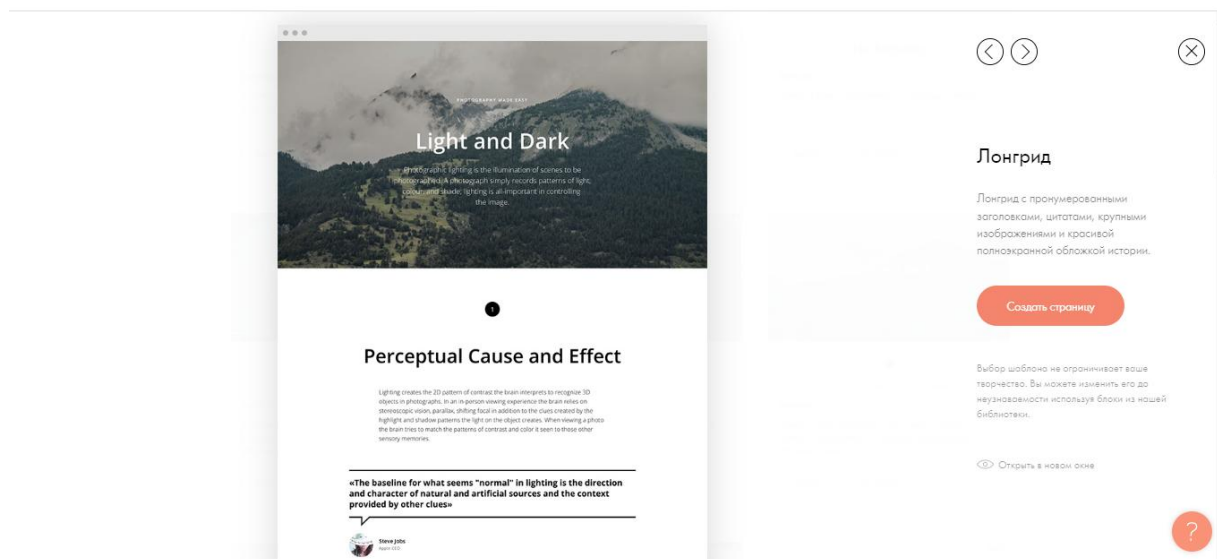 PHOTOGRAPHY MADE EASY
Light and Dark
Photographic lighting is the illumination of scenes to be
photographed. A photograph simply records patterns of light,
colour, and shade; lighting is all-important in controlling
the image.
1
Perceptual Cause and Effect
Lighting creates the 2D pattern of contrast the brain interprets to recognize 3D
objects in photographs. In an in-person viewing experience the brain relies on
stereoscopic vision, parallax, shifting focal in addition to the clues created by the
highlight and shadow patterns the light on the object creates. When viewing a photo
the brain tries to match the patterns of contrast and color it seen to those other
sensory memories.
«The baseline for what seems "normal" in lighting is the direction
and character of natural and artificial sources and the context
provided by other clues»
Steve Jobs
Apple CEO
Лонгрид
Лонгрид с пронумерованными
заголовками, цитатами, крупными
изображениями и красивой
полноэкранной обложкой истории.
Создать страницу
Выбор шаблона не ограничивает ваше
творчество. Вы можете изменить его до
неузнаваемости используя блоки из нашей
библиотеки.
Открыть в новом окне
?